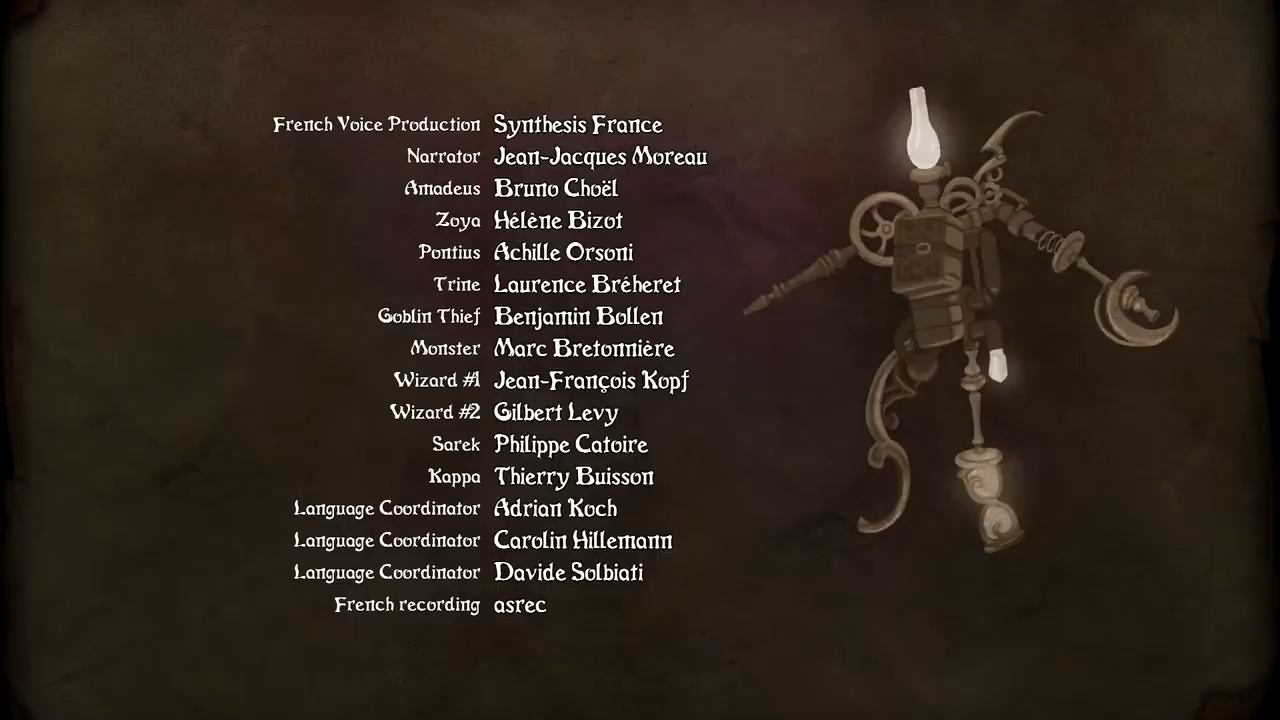 French Voice Production Synthesis France
Narrator Jean-Jacques Moreau
Amadeus Bruno Choël
Zoya Hélène Bizot
Pontius Achille Orsoni
Trine Laurence Bréheret
Goblin Thief Benjamin Bollen
Monster Marc Bretonnière
Wizard #1 Jean-François Kopf
Wizard #2 Gilbert Levy
Sarek Philippe Catoire
Kappa Thierry Buisson
Language Coordinator Adrian Koch
Language Coordinator Carolin Hillemann
Language Coordinator Davide Solbiati
French recording asrec